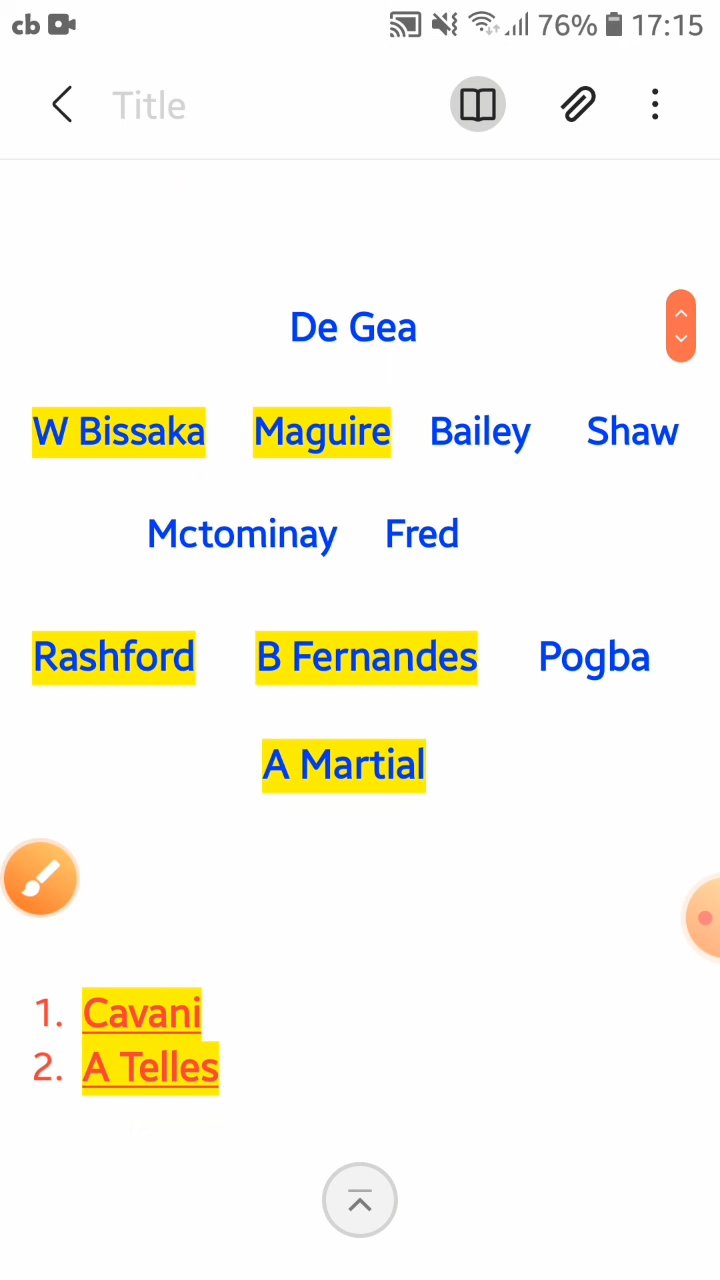 cb 76% 17:15
Title
De Gea
W Bissaka Maguire Bailey Shaw
Mctominay Fred
Rashford B Fernandes Pogba
A Martial
1. Cavani
2. A Telles